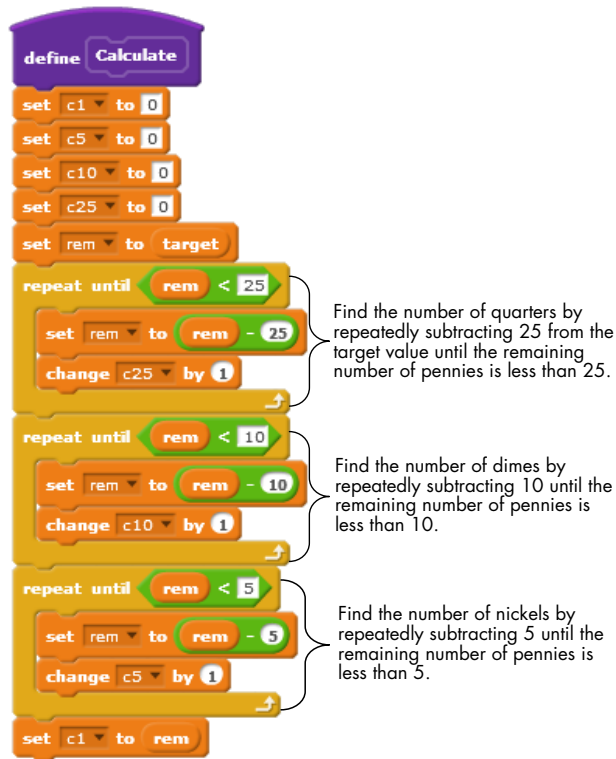 define Calculate
set c1 to 0
set c5 to 0
set c10 to 0
set c25 to 0
set rem to target
repeat until rem < 25
set rem to rem - 25
change c25 by 1
Find the number of quarters by
repeatedly subtracting 25 from the
target value until the remaining
number of pennies is less than 25.
repeat until rem < 10
set rem to rem - 10
change c10 by 1
Find the number of dimes by
repeatedly subtracting 10 until the
remaining number of pennies is
less than 10.
repeat until rem < 5
set rem to rem - 5
change c5 by 1
Find the number of nickels by
repeatedly subtracting 5 until the
remaining number of pennies is
less than 5.
set c1 to rem